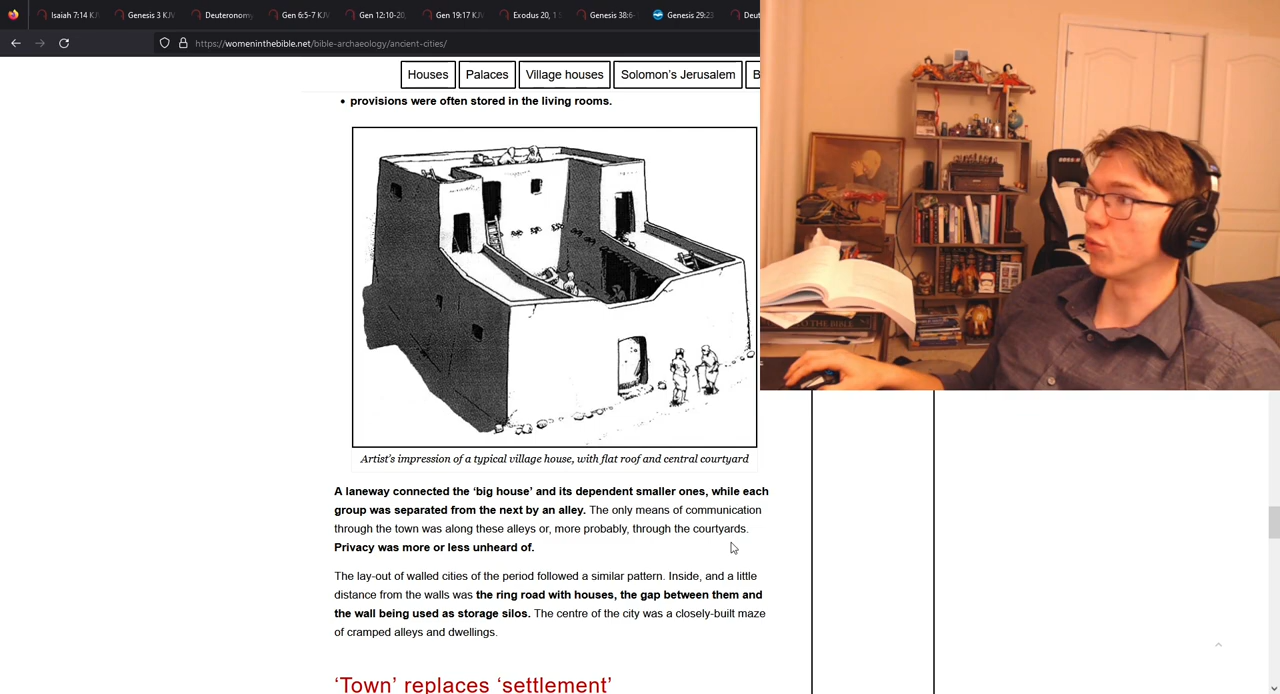 Isaiah 7:14 KJ
Genesis 3 KJV
Deuteronomy
Gen 6:5-7 KJV
Gen 12:10-20,
Gen 19:17 KJV
Exodus 20, 1 S
Genesis 38:6-
Genesis 29:23
Deut
https://womeninthebible.net/bible-archaeology/ancient-cities/
Houses
Palaces
Village houses
Solomon's Jerusalem
B
• provisions were often stored in the living rooms.
Artist's impression of a typical village house, with flat roof and central courtyard
A laneway connected the 'big house' and its dependent smaller ones, while each
group was separated from the next by an alley. The only means of communication
through the town was along these alleys or, more probably, through the courtyards.
Privacy was more or less unheard of.
The lay-out of walled cities of the period followed a similar pattern. Inside, and a little
distance from the walls was the ring road with houses, the gap between them and
the wall being used as storage silos. The centre of the city was a closely-built maze
of cramped alleys and dwellings.
'Town' replaces 'settlement'